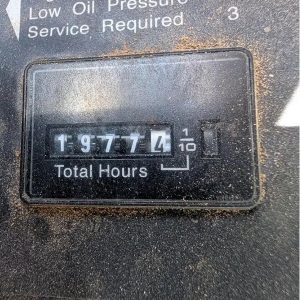 Low Oil Pressure
Service Required 3
19774 1/10
Total Hours